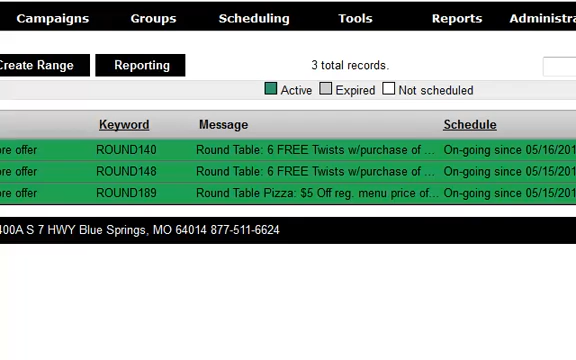 Campaigns Groups Scheduling Tools Reports Administra
Create Range Reporting 3 total records.
Active Expired Not scheduled
Keyword Message Schedule
ore offer ROUND140 Round Table: 6 FREE Twists w/purchase of ... On-going since 05/16/201
ore offer ROUND148 Round Table: 6 FREE Twists w/purchase of ... On-going since 05/15/201
ore offer ROUND189 Round Table Pizza: $5 Off reg. menu price of... On-going since 05/15/201
400A S 7 HWY Blue Springs, MO 64014 877-511-6624